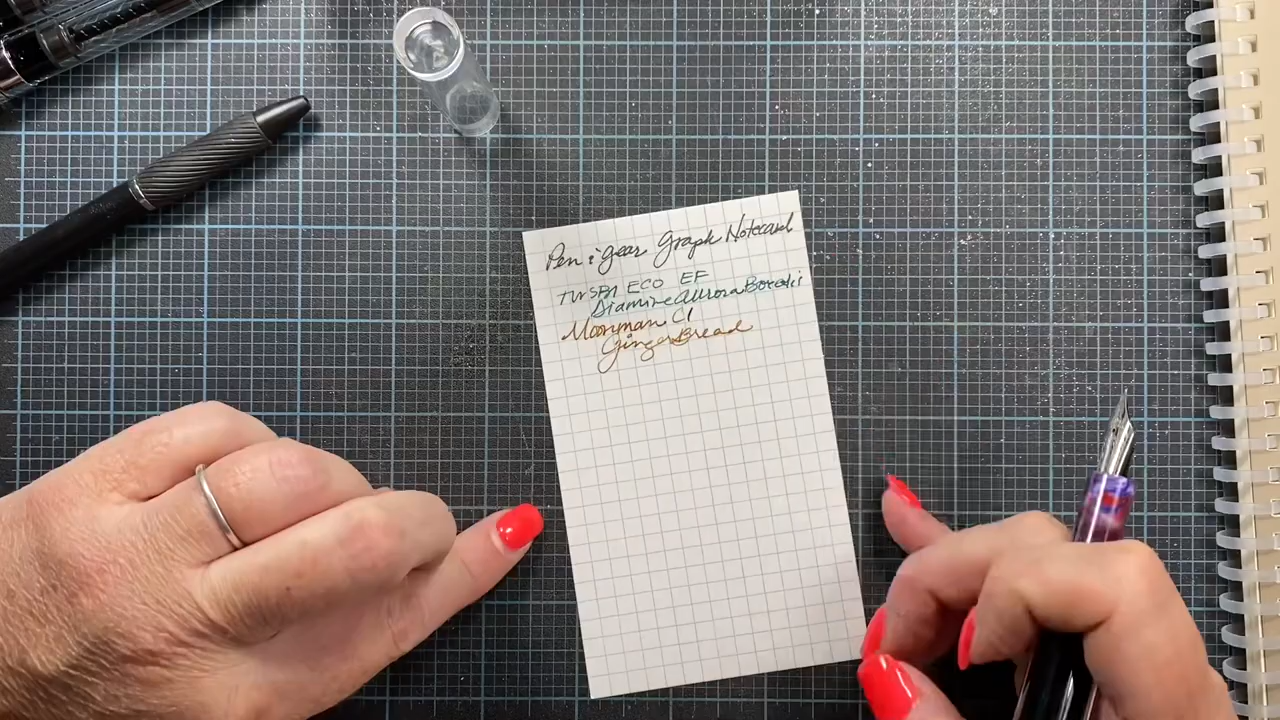 Pen i gear Graph Notecard
TWSBI ECO EF
Diamine Aurora Borealis
Moonman C1
GingerBread